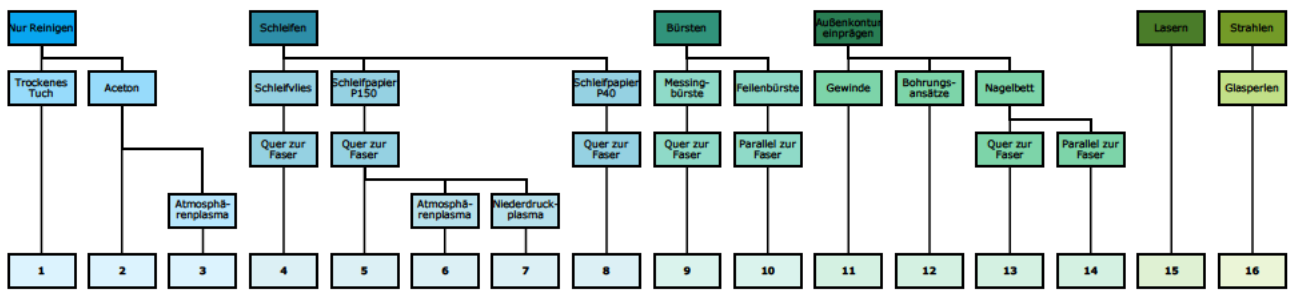 Nur Reinigen
Schleifen
Bürsten
Außenkontur
einprägen
Lasern
Strahlen
Trockenes
Tuch
Aceton
Schleifvlies
Schleifpapier
P150
Schleifpapier
P40
Messing-
bürste
Feilenbürste
Gewinde
Bohrungs-
ansätze
Nagelbett
Glasperlen
Quer zur
Faser
Quer zur
Faser
Quer zur
Faser
Quer zur
Faser
Parallel zur
Faser
Quer zur
Faser
Parallel zur
Faser
Atmosphä-
renplasma
Atmosphä-
renplasma
Niederdruck-
plasma
1 2 3 4 5 6 7 8 9 10 11 12 13 14 15 16